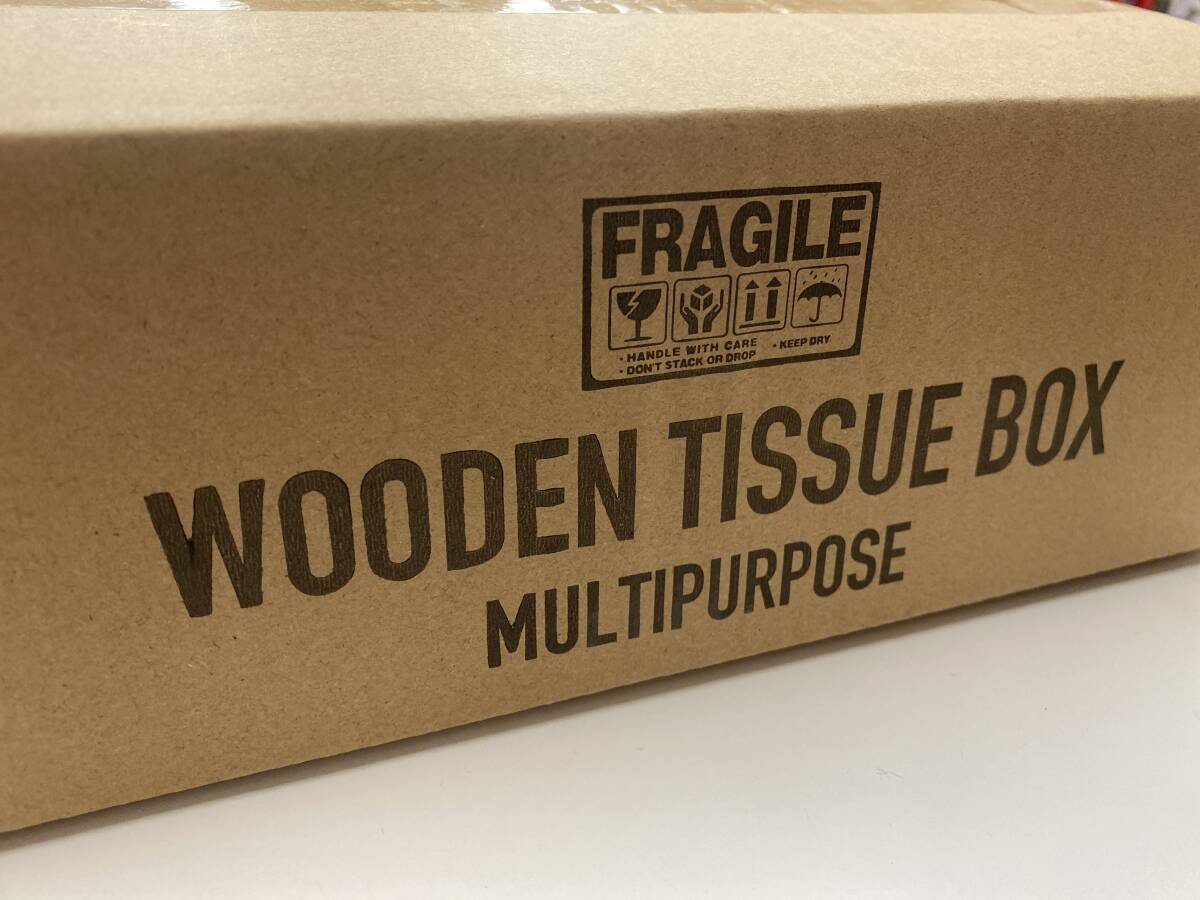 FRAGILE
· HANDLE WITH CARE · KEEP DRY
· DON'T STACK OR DROP
WOODEN TISSUE BOX
MULTIPURPOSE